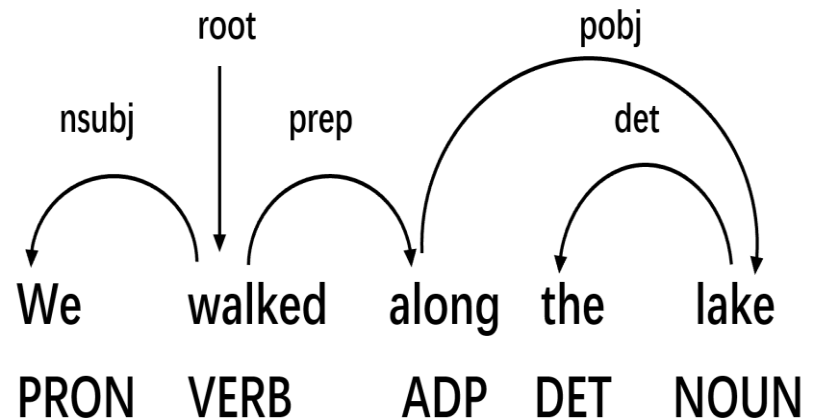 root pobj
nsubj prep det
We walked along the lake
PRON VERB ADP DET NOUN